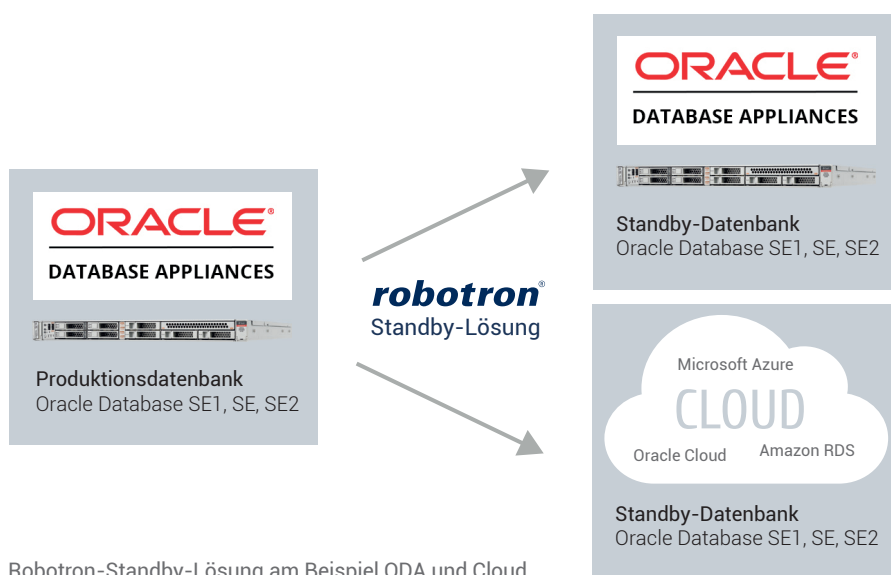 ORACLE®
DATABASE APPLIANCES
Produktionsdatenbank
Oracle Database SE1, SE, SE2
robotron®
Standby-Lösung
ORACLE®
DATABASE APPLIANCES
Standby-Datenbank
Oracle Database SE1, SE, SE2
Microsoft Azure
CLOUD
Oracle Cloud
Amazon RDS
Standby-Datenbank
Oracle Database SE1, SE, SE2
Robotron-Standby-Lösung am Beispiel ODA und Cloud